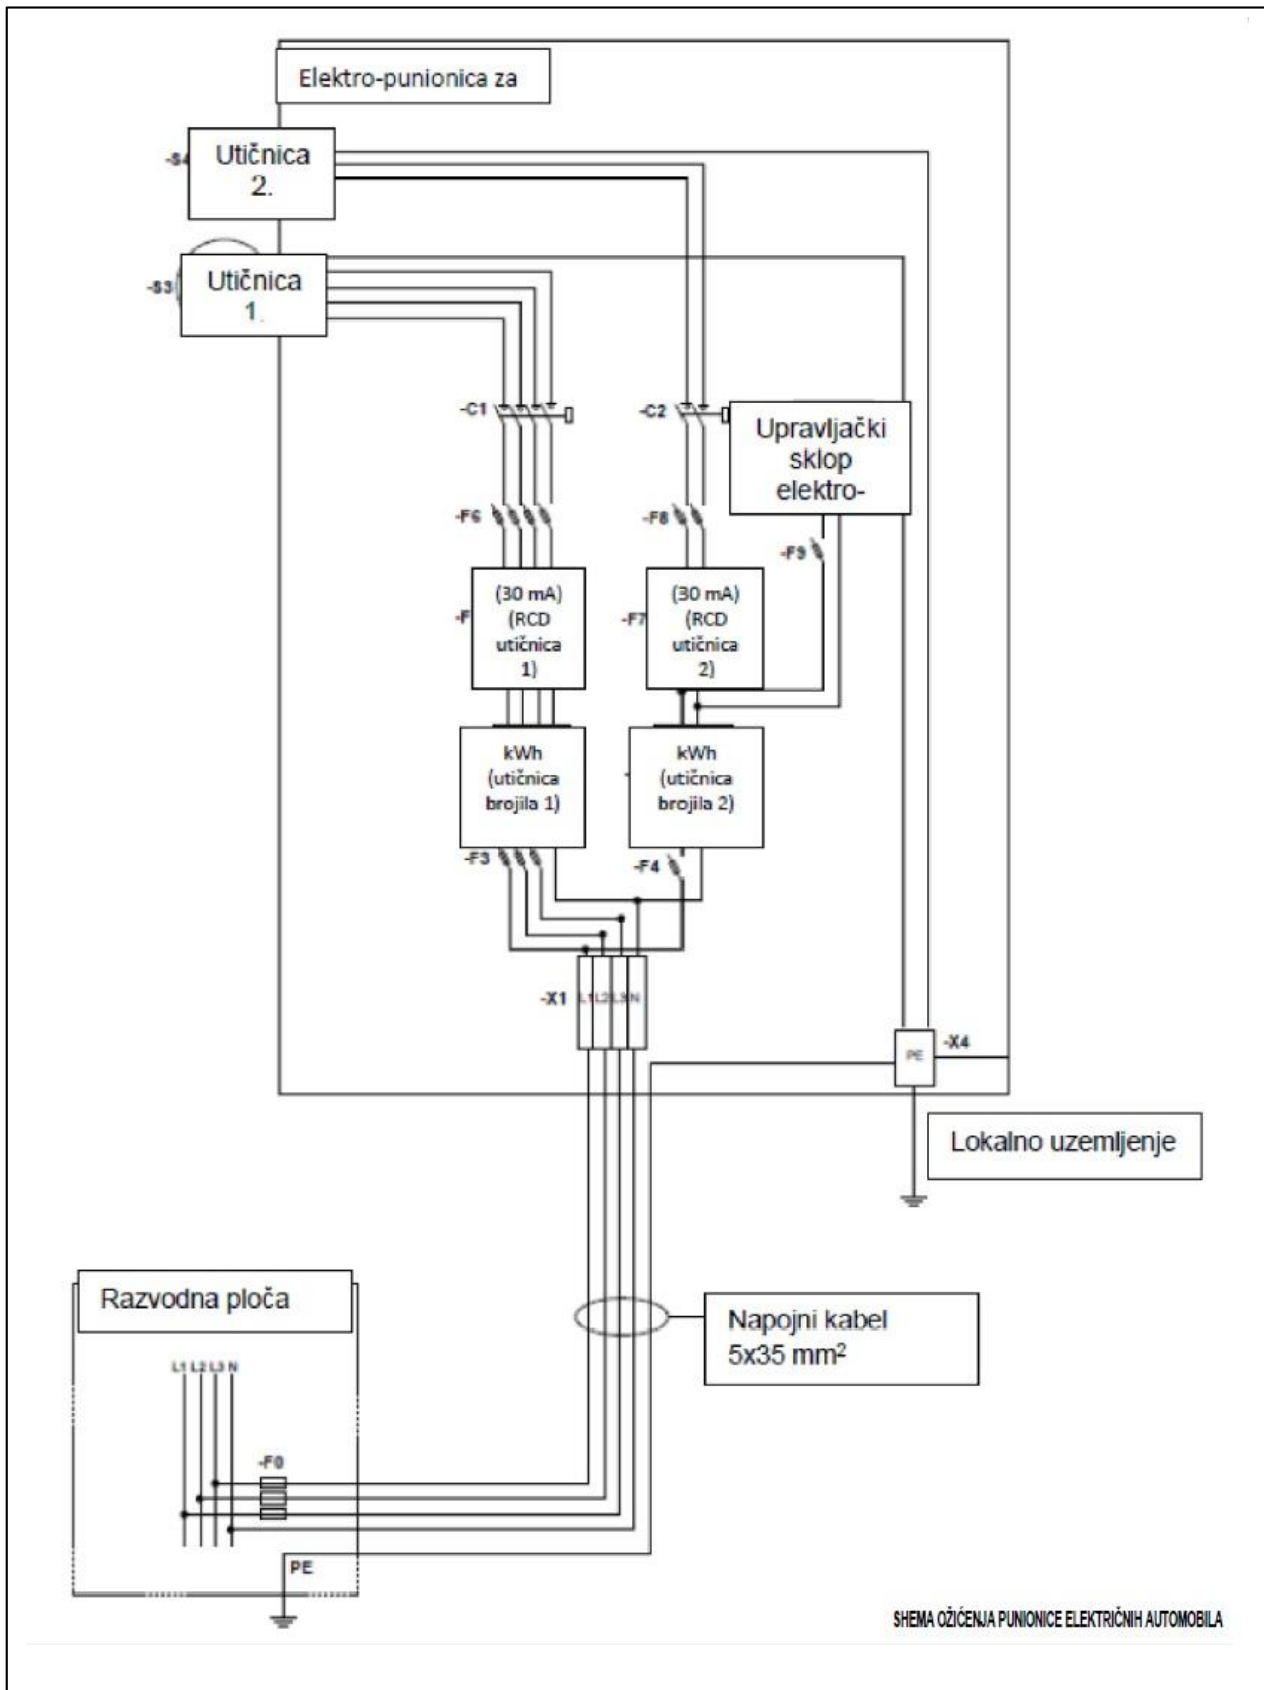 Elektro-punionica za
-S4
Utičnica
2.
-S3
Utičnica
1.
-C1
-C2
Upravljački
sklop
elektro-
-F6
-F8
-F9
-F
(30 mA)
(RCD
utičnica
1)
-F7
(30 mA)
(RCD
utičnica
2)
kWh
(utičnica
brojila 1)
kWh
(utičnica
brojila 2)
-F3
-F4
-X1
L1 L2 L3 N
PE
-X4
Lokalno uzemljenje
Razvodna ploča
Napojni kabel
5x35 mm²
L1 L2 L3 N
-F0
PE
SHEMA OŽIĆENJA PUNIONICE ELEKTRIČNIH AUTOMOBILA